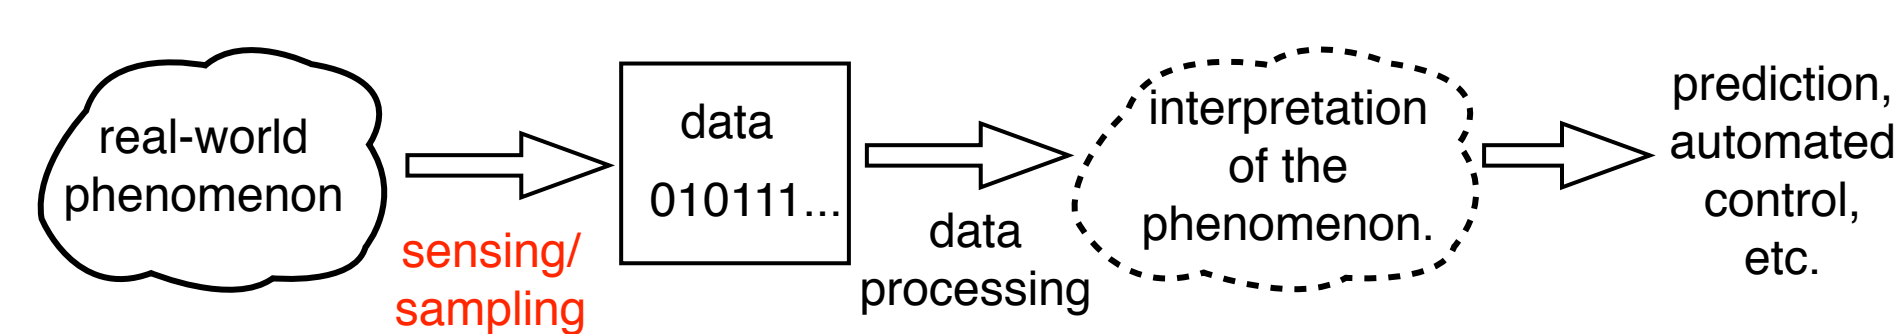 real-world
phenomenon
sensing/
sampling
data
010111...
data
processing
interpretation
of the
phenomenon.
prediction,
automated
control,
etc.